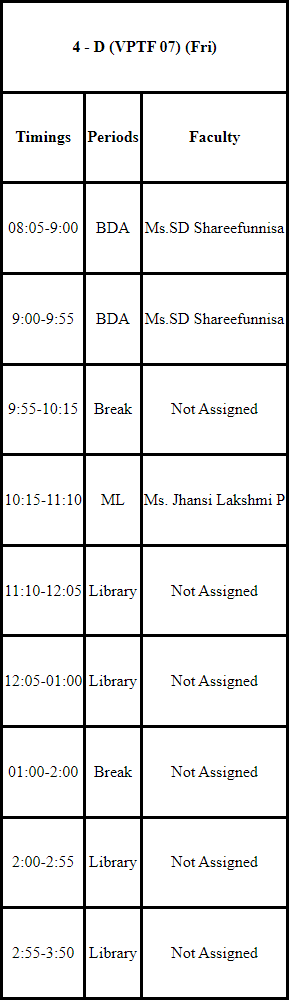 4 - D (VPTF 07) (Fri)
Timings Periods Faculty
08:05-9:00 BDA Ms.SD Shareefunnisa
9:00-9:55 BDA Ms.SD Shareefunnisa
9:55-10:15 Break Not Assigned
10:15-11:10 ML Ms. Jhansi Lakshmi P
11:10-12:05 Library Not Assigned
12:05-01:00 Library Not Assigned
01:00-2:00 Break Not Assigned
2:00-2:55 Library Not Assigned
2:55-3:50 Library Not Assigned